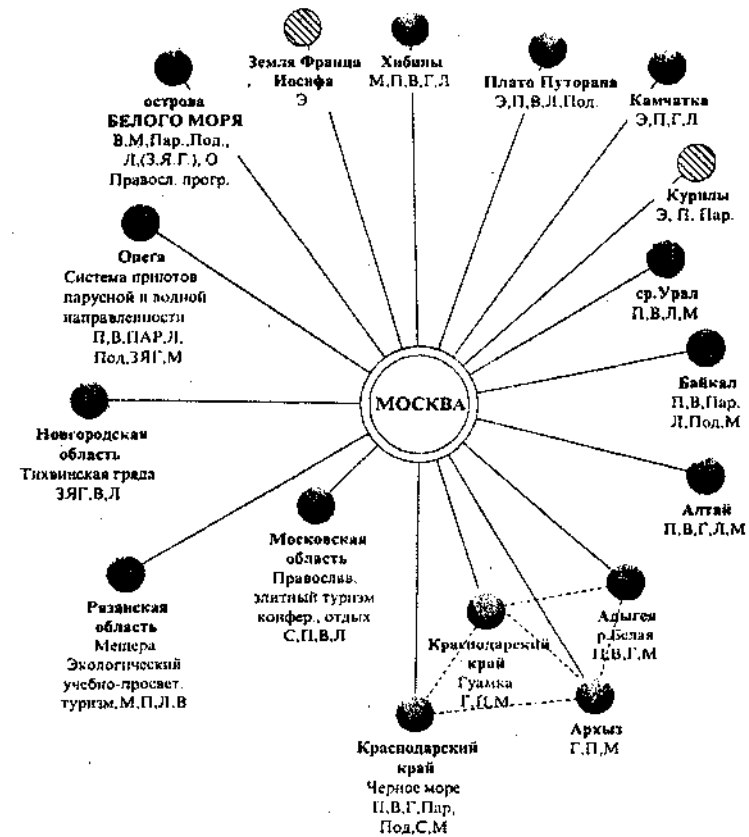 Земля Франца
Иосифа
Э
Хибины
М,П,В,Г,Л
Плато Путорана
Э,П,В,Л,Под.
Камчатка
Э,П,Г,Л
Курилы
Э, П. Пар.
ср.Урал
П,В,Л,М
Байкал
П,В,Пар.
Л,Под,М
Алтай
П,В,Г,Л,М
Адыгея
р.Белая
П,В,Г,М
Архыз
Г,П,М
Краснодарский
край
Гуамка
Г,П,М
Краснодарский
край
Черное море
П,В,Г,Пар,
Под,С,М
Московская
область
Православ.
элитный туризм
конфер., отдых
С,П,В,Л
Рязанская
область
Мещера
Экологический
учебно-просвет.
туризм,М,П,Л,В
Новгородская
область
Тихвинская гряда
ЗЯГ,В,Л
Онега
Система приютов
парусной и водной
направленности
П,В,ПАР,Л,
Под,ЗЯГ,М
острова
БЕЛОГО МОРЯ
В,М,Пар.,Под.,
Л,(З.Я.Г.), О
Правосл. прогр.
МОСКВА